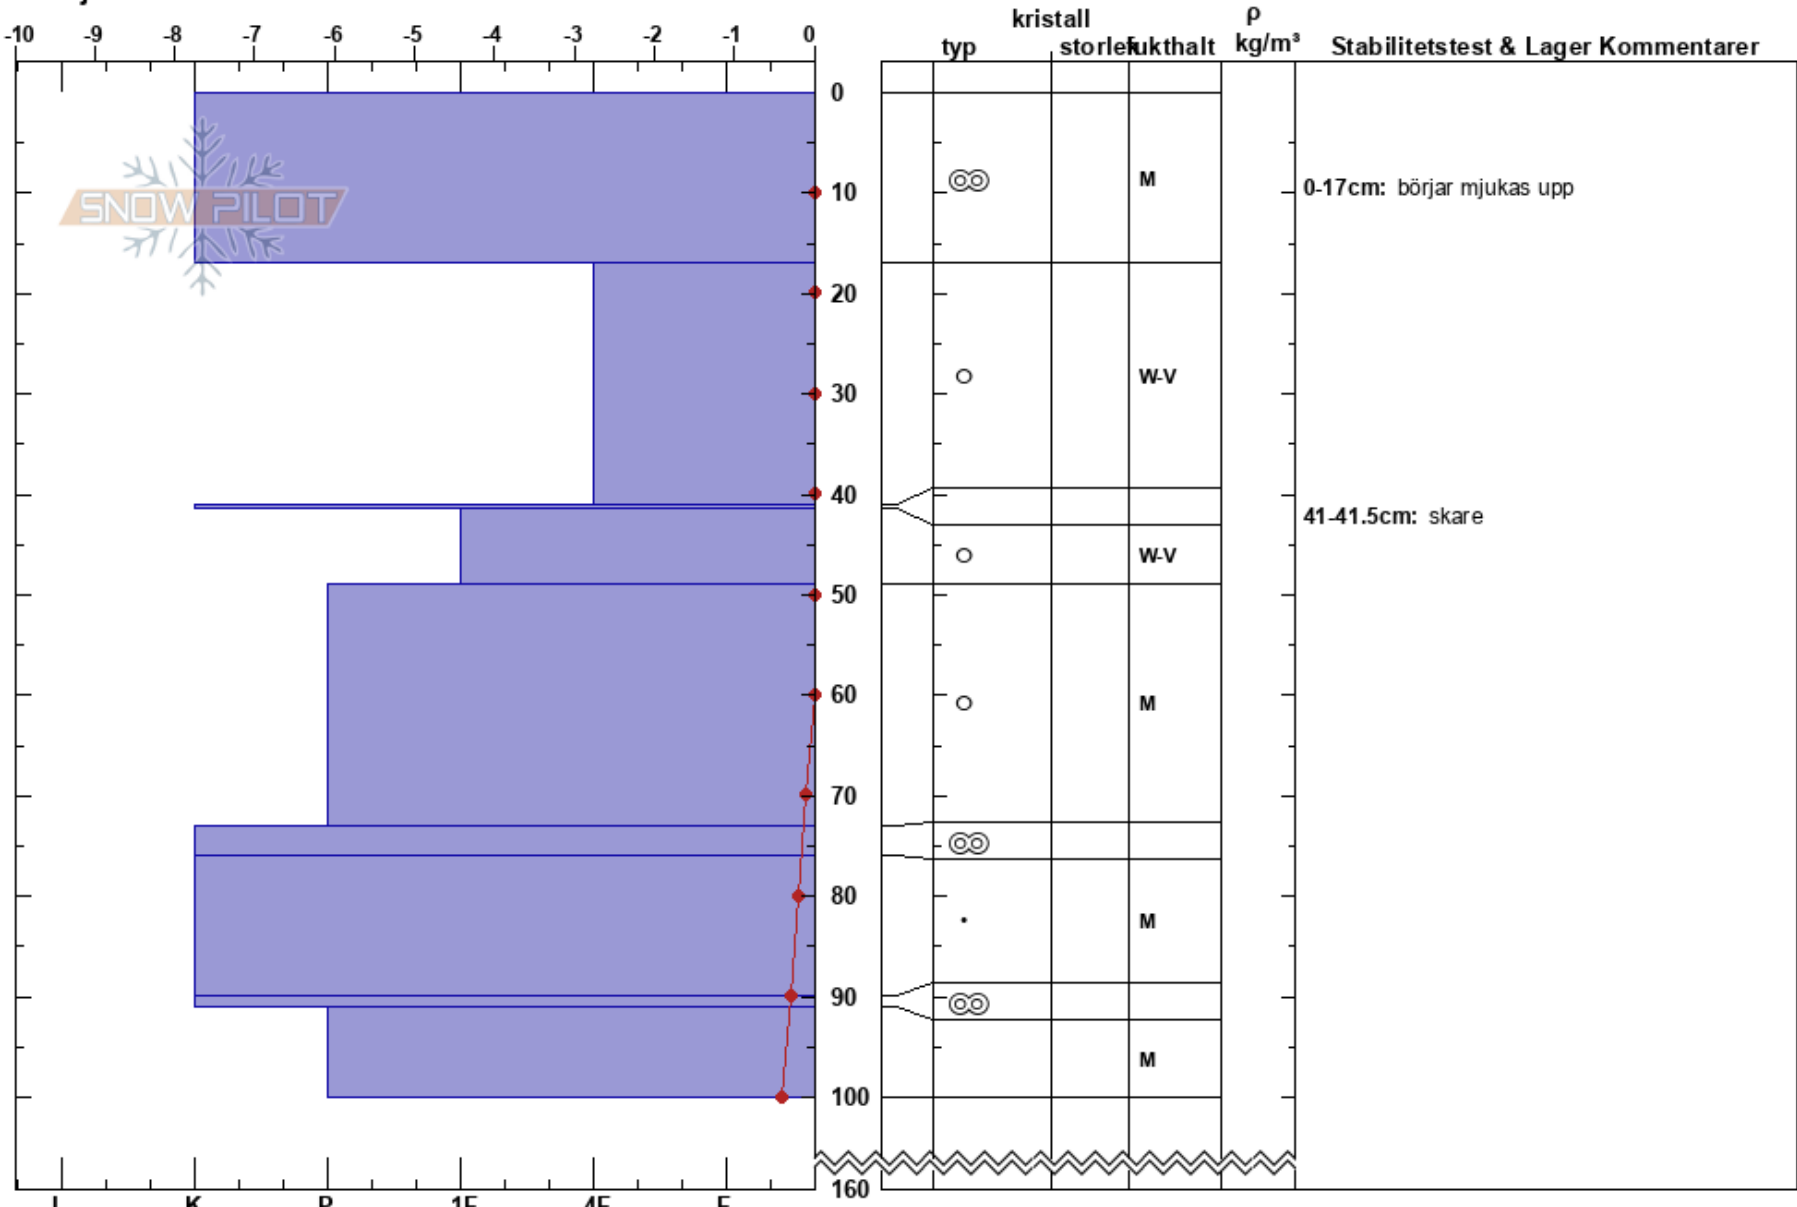 kristall
ρ
-10 -9 -8 -7 -6 -5 -4 -3 -2 -1 0
typ storlek fukthalt kg/m³ Stabilitetstest & Lager Kommentarer
0
M
SNOW PILOT
10
0-17cm: börjar mjukas upp
20
30
W-V
40
41-41.5cm: skare
W-V
50
60
M
70
80
M
90
M
100
160
K P 1F 4F F